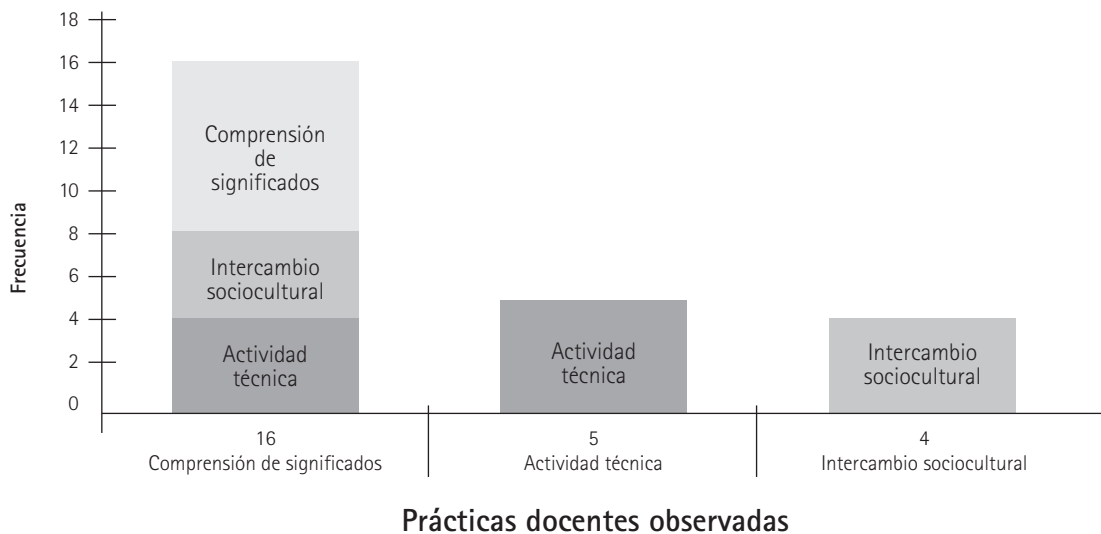 18
16
14
12
10
8
6
4
2
0
Frecuencia
Comprensión
de
significados
Intercambio
sociocultural
Actividad
técnica
Actividad
técnica
Intercambio
sociocultural
16
Comprensión de significados
5
Actividad técnica
4
Intercambio sociocultural
Prácticas docentes observadas